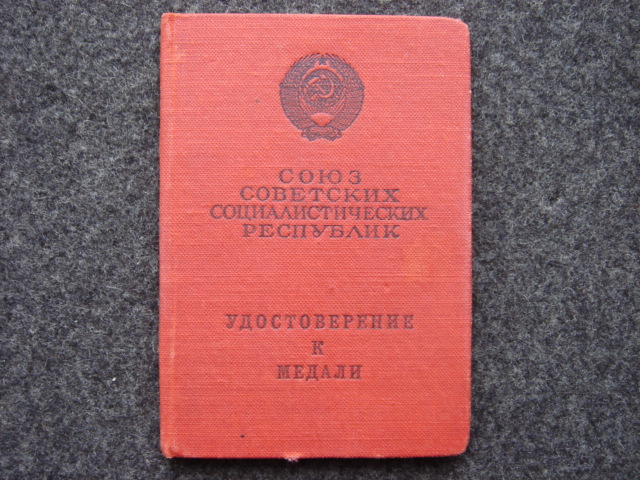 СОЮЗ
СОВЕТСКИХ
СОЦИАЛИСТИЧЕСКИХ
РЕСПУБЛИК
УДОСТОВЕРЕНИЕ
К
МЕДАЛИ